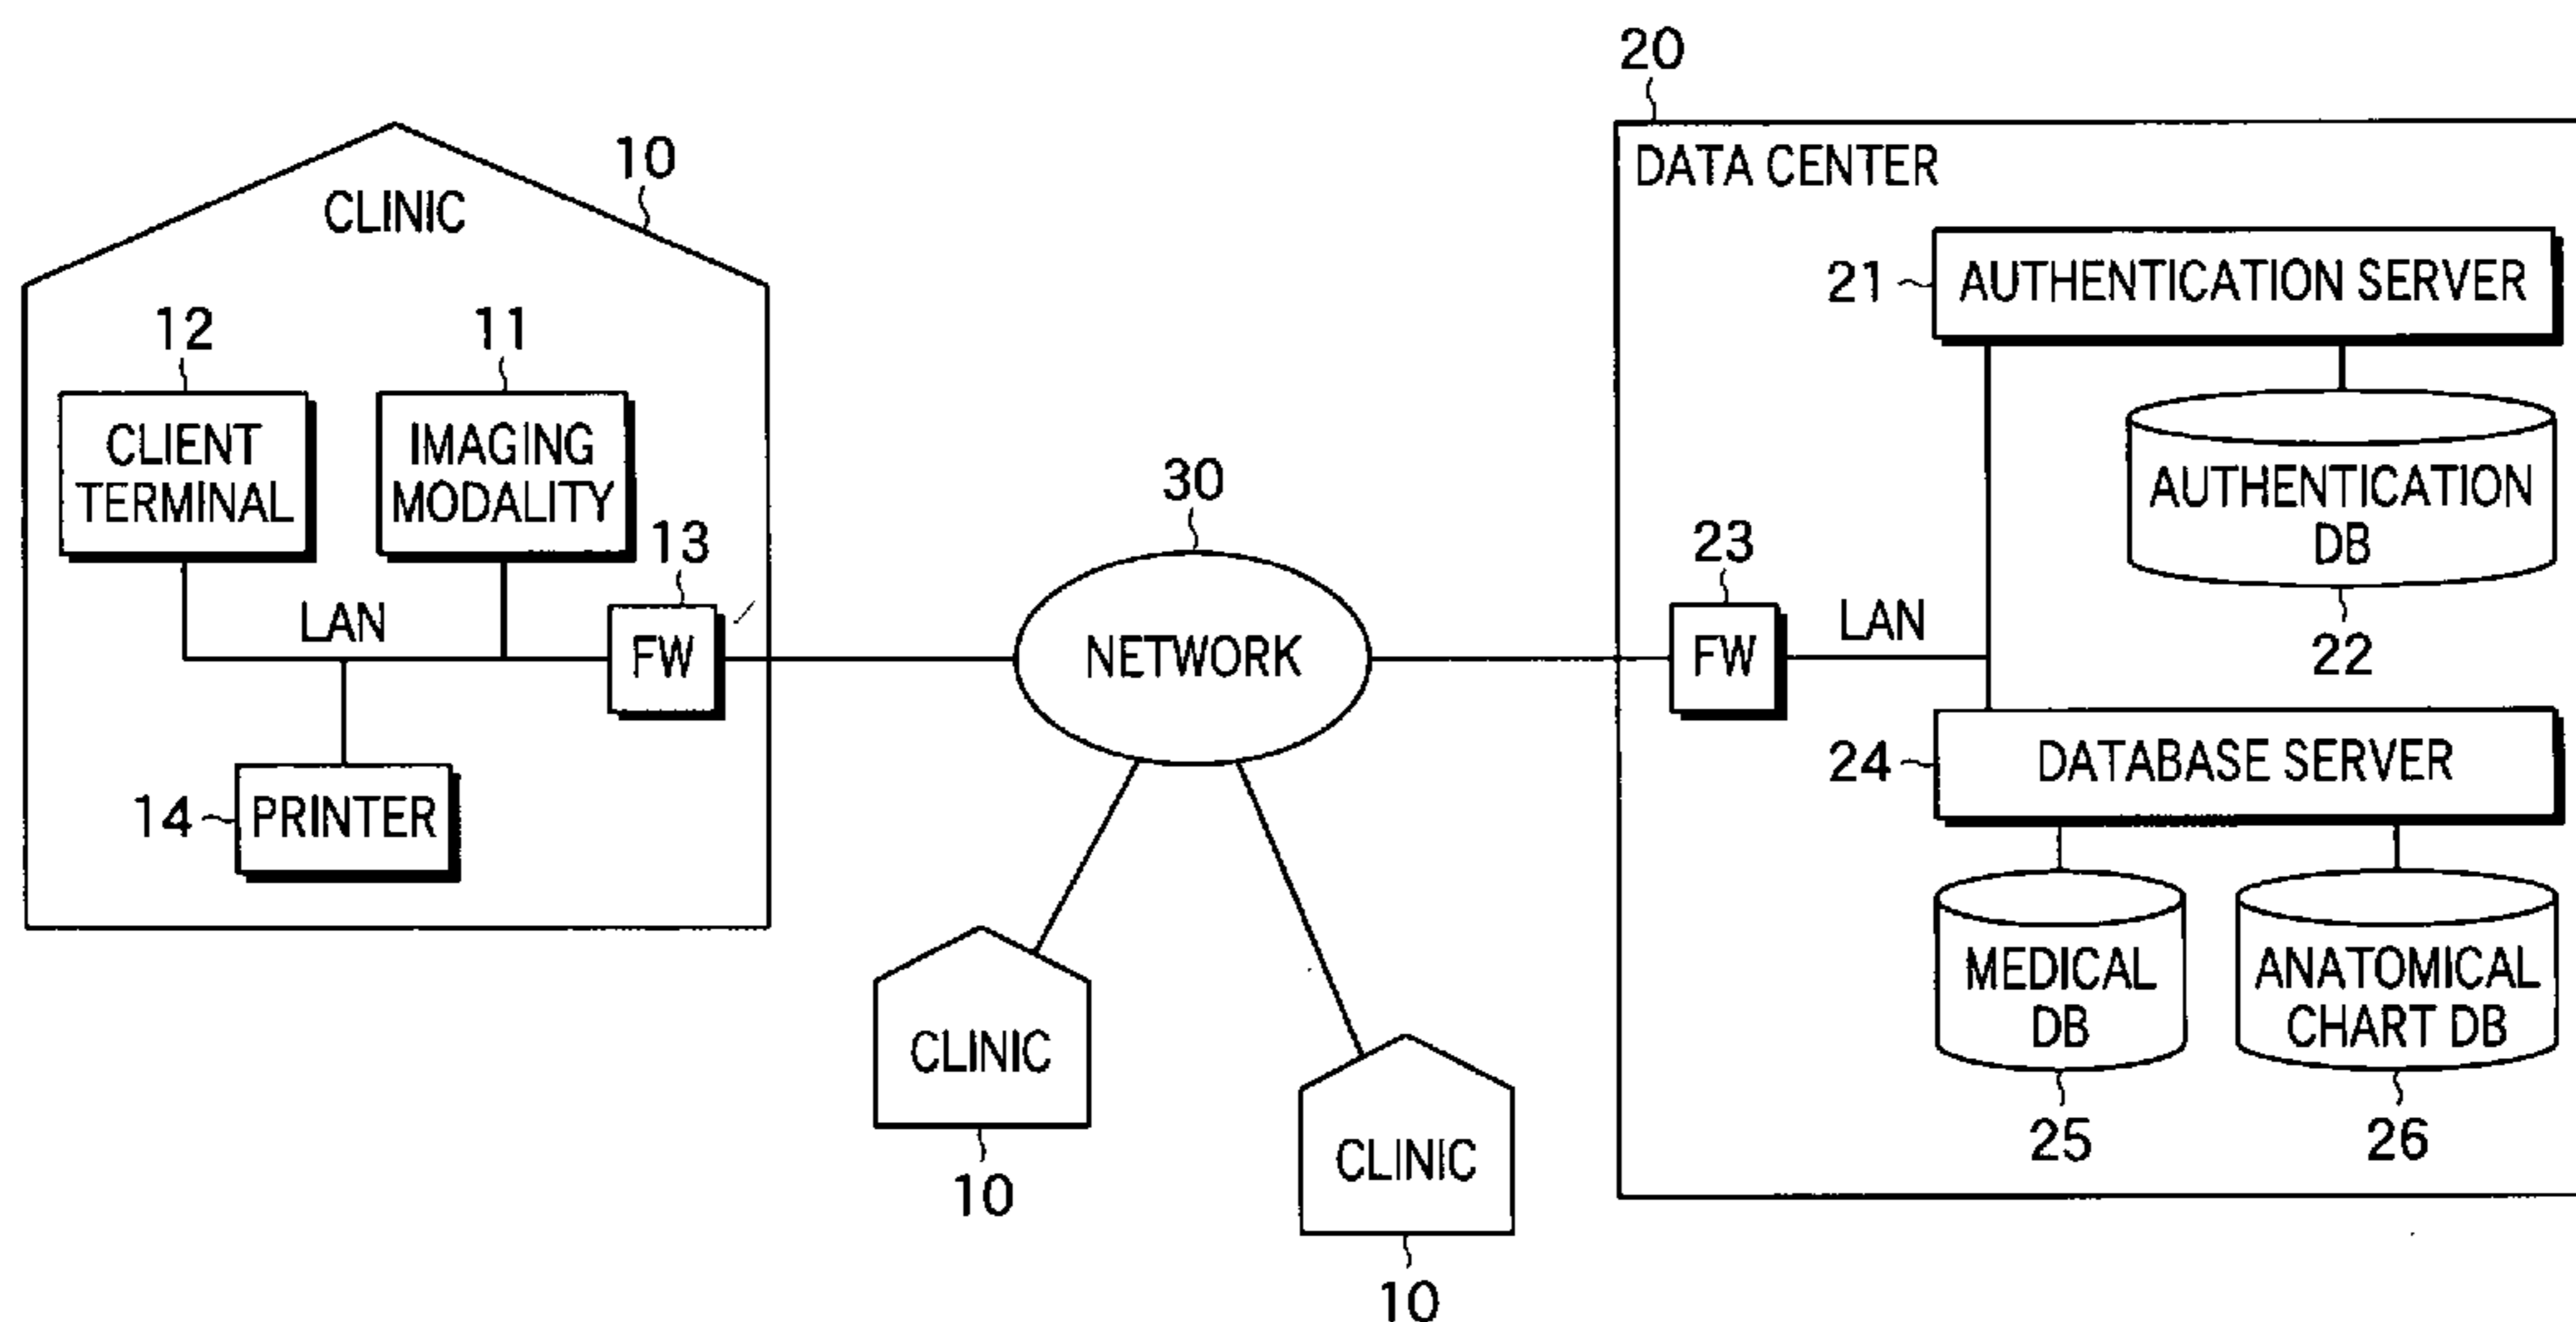 20
DATA CENTER
10
CLINIC
21
AUTHENTICATION SERVER
12
11
CLIENT
TERMINAL
IMAGING
MODALITY
AUTHENTICATION
DB
22
30
13
23
LAN
FW
NETWORK
FW
LAN
24
DATABASE SERVER
14
PRINTER
MEDICAL
DB
ANATOMICAL
CHART DB
25
26
CLINIC
10
CLINIC
10